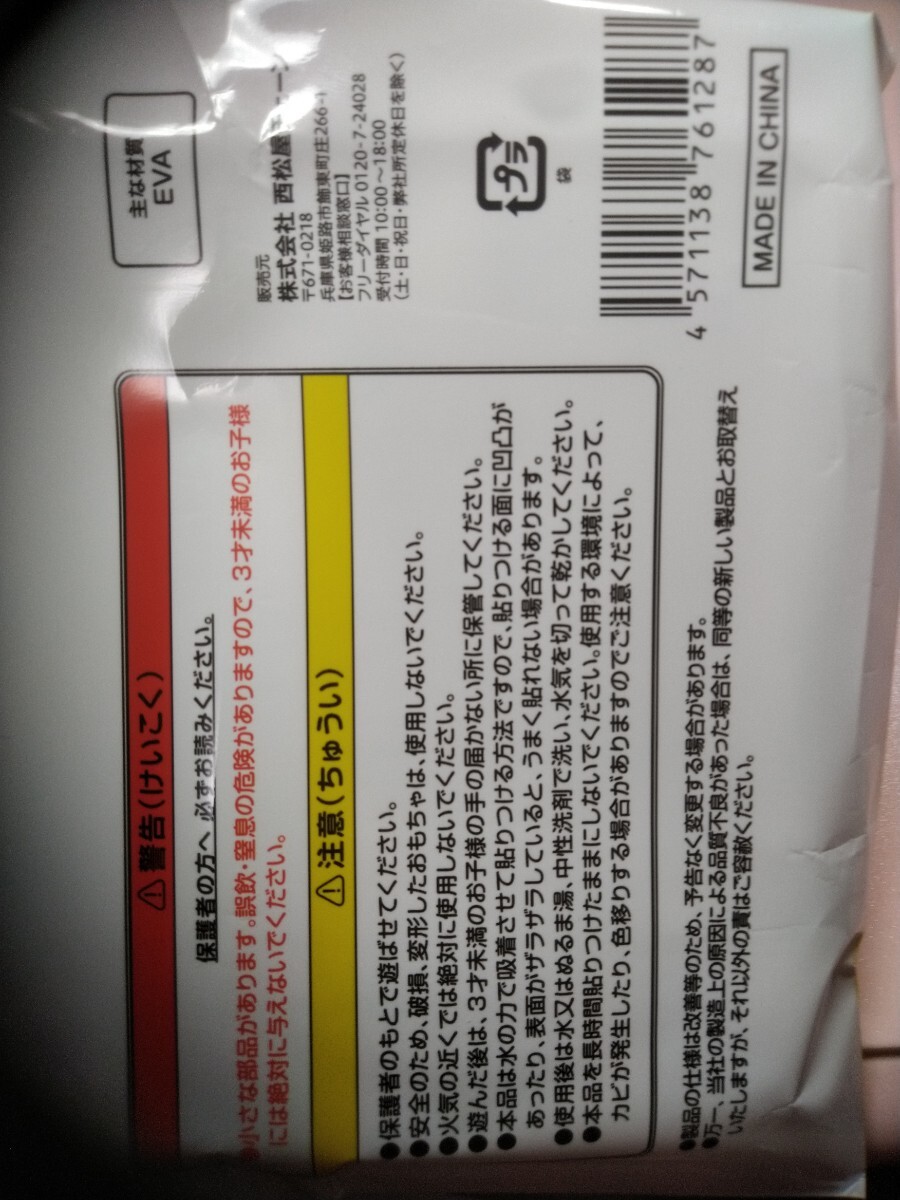 ⚠警告(けいこく)
保護者の方へ 必ずお読みください。
●小さな部品があります。誤飲・窒息の危険がありますので、3才未満のお子様
には絶対に与えないでください。
⚠注意(ちゅうい)
●保護者のもとで遊ばせてください。
●安全のため、破損、変形したおもちゃは、使用しないでください。
●火気の近くでは絶対に使用しないでください。
●遊んだ後は、3才未満のお子様の手の届かない所に保管してください。
●本品は水の力で吸着させて貼りつける方法ですので、貼りつける面に凹凸が
あったり、表面がザラザラしていると、うまく貼れない場合があります。
●使用後は水又はぬるま湯、中性洗剤で洗い、水気を切って乾かしてください。
●本品を長時間貼りつけたままにしないでください。使用する環境によって、
カビが発生したり、色移りする場合がありますのでご注意ください。
●製品の仕様は改善等のため、予告なく変更する場合があります。
●万一、当社の製造上の原因による品質不良があった場合は、同等の新しい製品とお取替え
いたしますが、それ以外の責はご容赦ください。
主な材質
EVA
販売元
株式会社 西松屋チェーン
〒671-0218
兵庫県姫路市飾東町庄266-1
【お客様相談窓口】
フリーダイヤル 0120-7-24028
受付時間 10:00～18:00
(土・日・祝日・弊社所定休日を除く)
プラ
袋
4 571138 761287
MADE IN CHINA